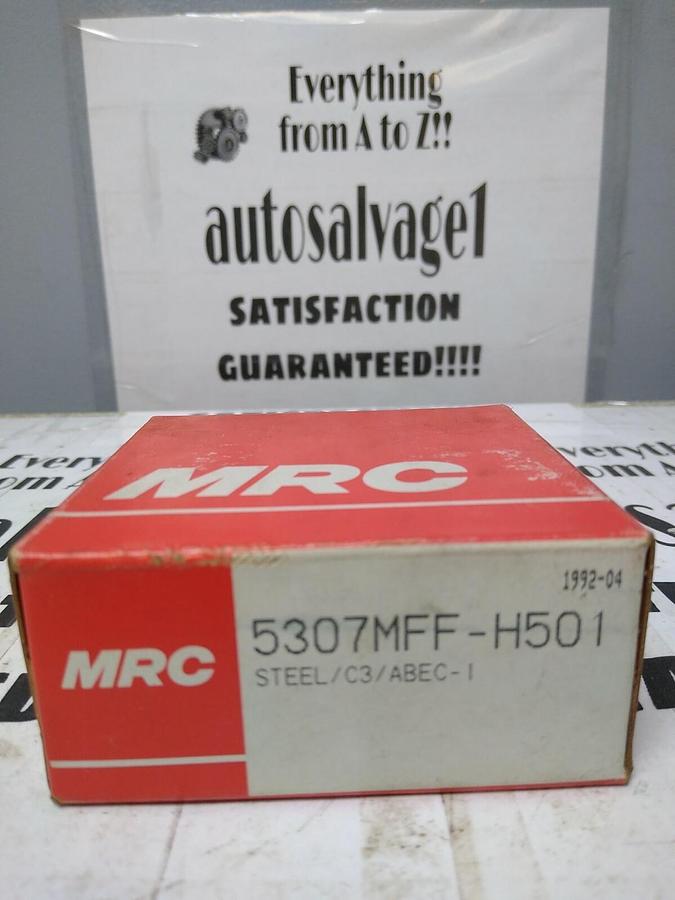 Everything
from A to Z!!
autosalvage1
SATISFACTION
GUARANTEED!!!!
MRC
1992-04
MRC
5307MFF-H501
STEEL/C3/ABEC-1